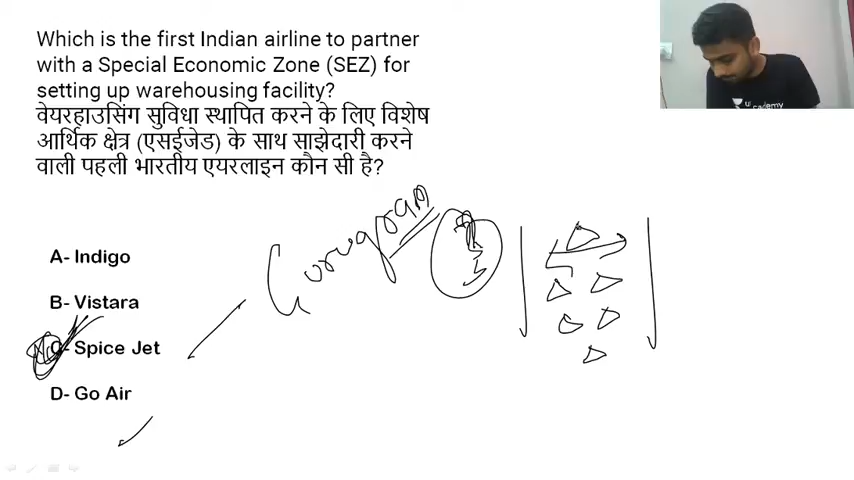 Which is the first Indian airline to partner
with a Special Economic Zone (SEZ) for
setting up warehousing facility?
वेयरहाउसिंग सुविधा स्थापित करने के लिए विशेष
आर्थिक क्षेत्र (एसईजेड) के साथ साझेदारी करने
वाली पहली भारतीय एयरलाइन कौन सी है?
A- Indigo
B- Vistara
C- Spice Jet
D- Go Air
Gurugram